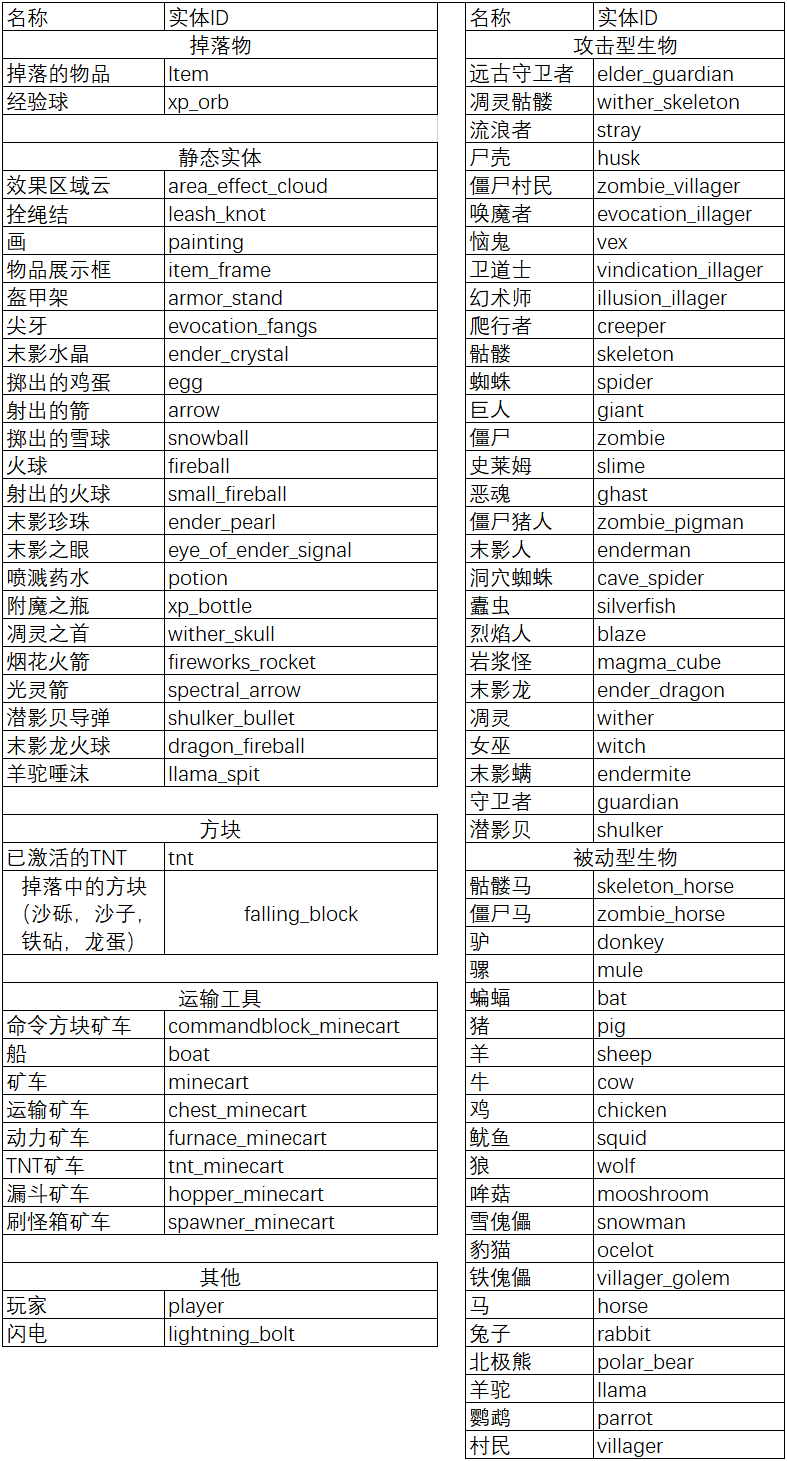 名称 实体ID
掉落物
掉落的物品 Item
经验球 xp_orb
静态实体
效果区域云 area_effect_cloud
拴绳结 leash_knot
画 painting
物品展示框 item_frame
盔甲架 armor_stand
尖牙 evocation_fangs
末影水晶 ender_crystal
掷出的鸡蛋 egg
射出的箭 arrow
掷出的雪球 snowball
火球 fireball
射出的火球 small_fireball
末影珍珠 ender_pearl
末影之眼 eye_of_ender_signal
喷溅药水 potion
附魔之瓶 xp_bottle
凋灵之首 wither_skull
烟花火箭 fireworks_rocket
光灵箭 spectral_arrow
潜影贝导弹 shulker_bullet
末影龙火球 dragon_fireball
羊驼唾沫 llama_spit
方块
已激活的TNT tnt
掉落中的方块
(沙砾，沙子，
铁砧，龙蛋) falling_block
运输工具
命令方块矿车 commandblock_minecart
船 boat
矿车 minecart
运输矿车 chest_minecart
动力矿车 furnace_minecart
TNT矿车 tnt_minecart
漏斗矿车 hopper_minecart
刷怪箱矿车 spawner_minecart
其他
玩家 player
闪电 lightning_bolt
名称 实体ID
攻击型生物
远古守卫者 elder_guardian
凋灵骷髅 wither_skeleton
流浪者 stray
尸壳 husk
僵尸村民 zombie_villager
唤魔者 evocation_illager
恼鬼 vex
卫道士 vindication_illager
幻术师 illusion_illager
爬行者 creeper
骷髅 skeleton
蜘蛛 spider
巨人 giant
僵尸 zombie
史莱姆 slime
恶魂 ghast
僵尸猪人 zombie_pigman
末影人 enderman
洞穴蜘蛛 cave_spider
蠹虫 silverfish
烈焰人 blaze
岩浆怪 magma_cube
末影龙 ender_dragon
凋灵 wither
女巫 witch
末影螨 endermite
守卫者 guardian
潜影贝 shulker
被动型生物
骷髅马 skeleton_horse
僵尸马 zombie_horse
驴 donkey
骡 mule
蝙蝠 bat
猪 pig
羊 sheep
牛 cow
鸡 chicken
鱿鱼 squid
狼 wolf
哞菇 mooshroom
雪傀儡 snowman
豹猫 ocelot
铁傀儡 villager_golem
马 horse
兔子 rabbit
北极熊 polar_bear
羊驼 llama
鹦鹉 parrot
村民 villager